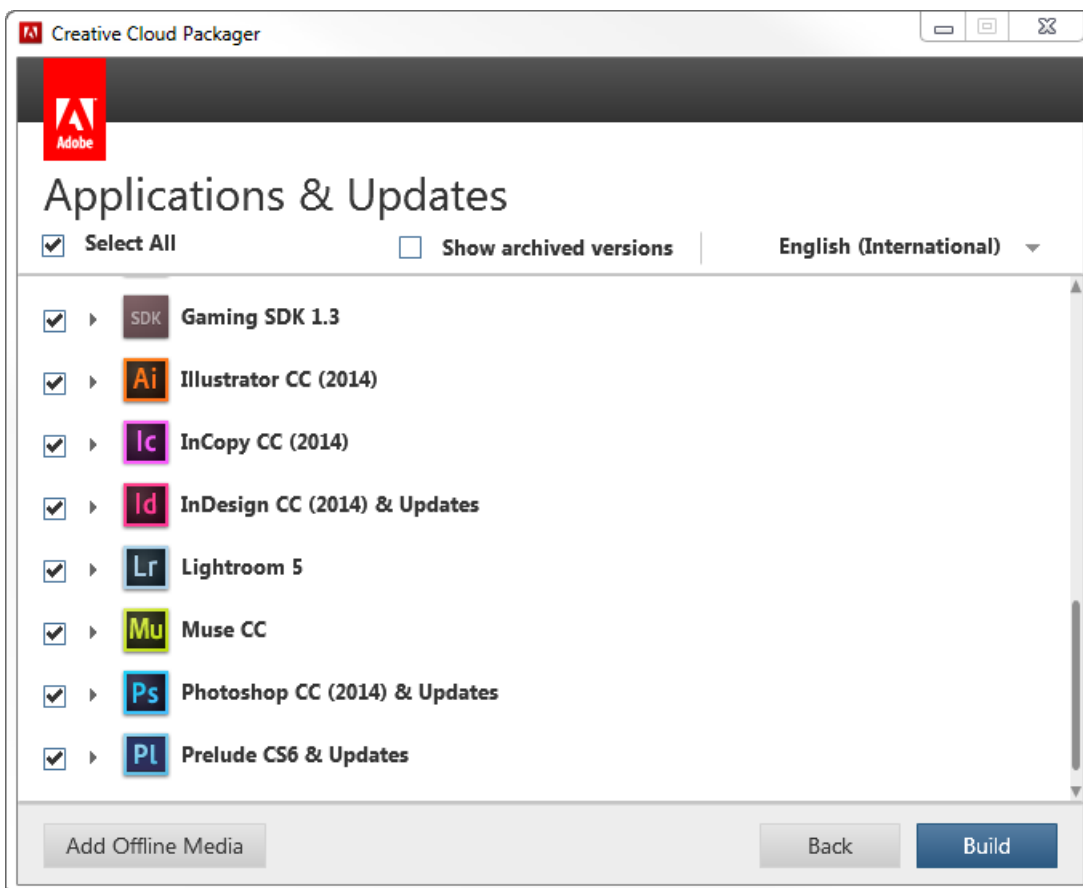 Creative Cloud Packager
Adobe
Applications & Updates
Select All
Show archived versions
English (International)
SDK
Gaming SDK 1.3
Ai
Illustrator CC (2014)
Ic
InCopy CC (2014)
Id
InDesign CC (2014) & Updates
Lr
Lightroom 5
Mu
Muse CC
Ps
Photoshop CC (2014) & Updates
Pl
Prelude CS6 & Updates
Add Offline Media
Back
Build